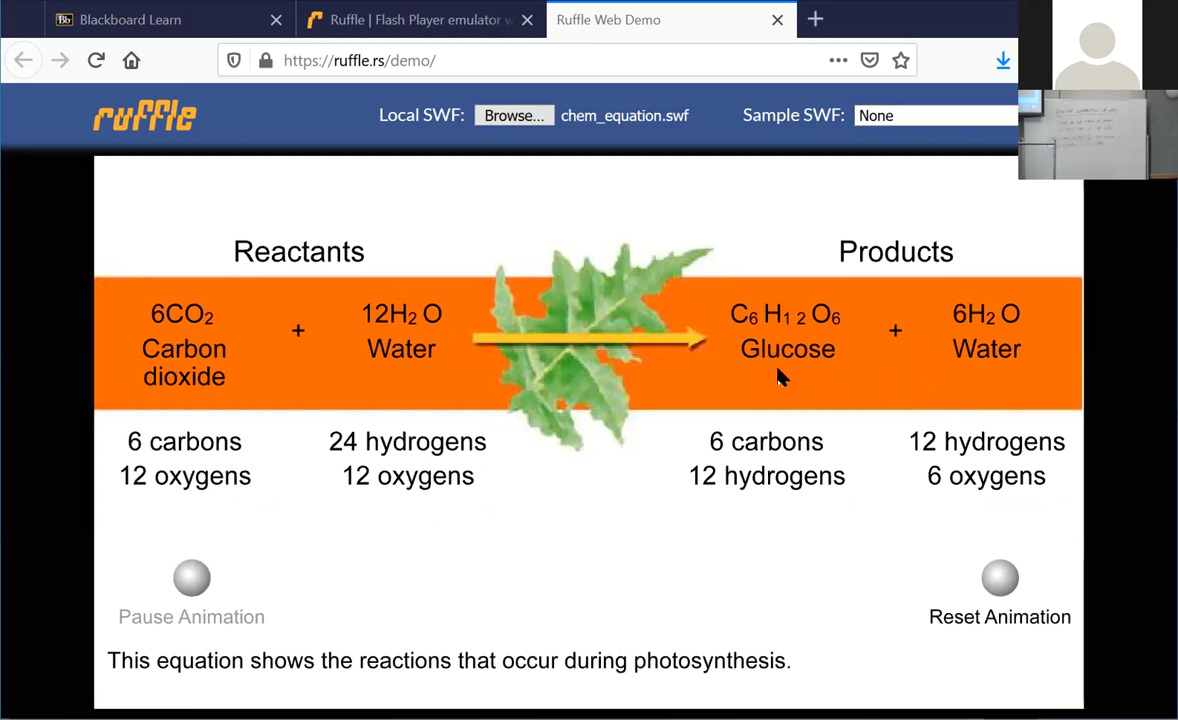 Blackboard Learn
Ruffle | Flash Player emulator w
Ruffle Web Demo
https://ruffle.rs/demo/
ruffle
Local SWF: Browse... chem_equation.swf Sample SWF: None
Reactants
Products
6CO₂ + 12H₂ O
C₆ H₁ ₂ O₆ + 6H₂ O
Carbon
dioxide
Water
Glucose
Water
6 carbons
12 oxygens
24 hydrogens
12 oxygens
6 carbons
12 hydrogens
12 hydrogens
6 oxygens
Pause Animation
Reset Animation
This equation shows the reactions that occur during photosynthesis.